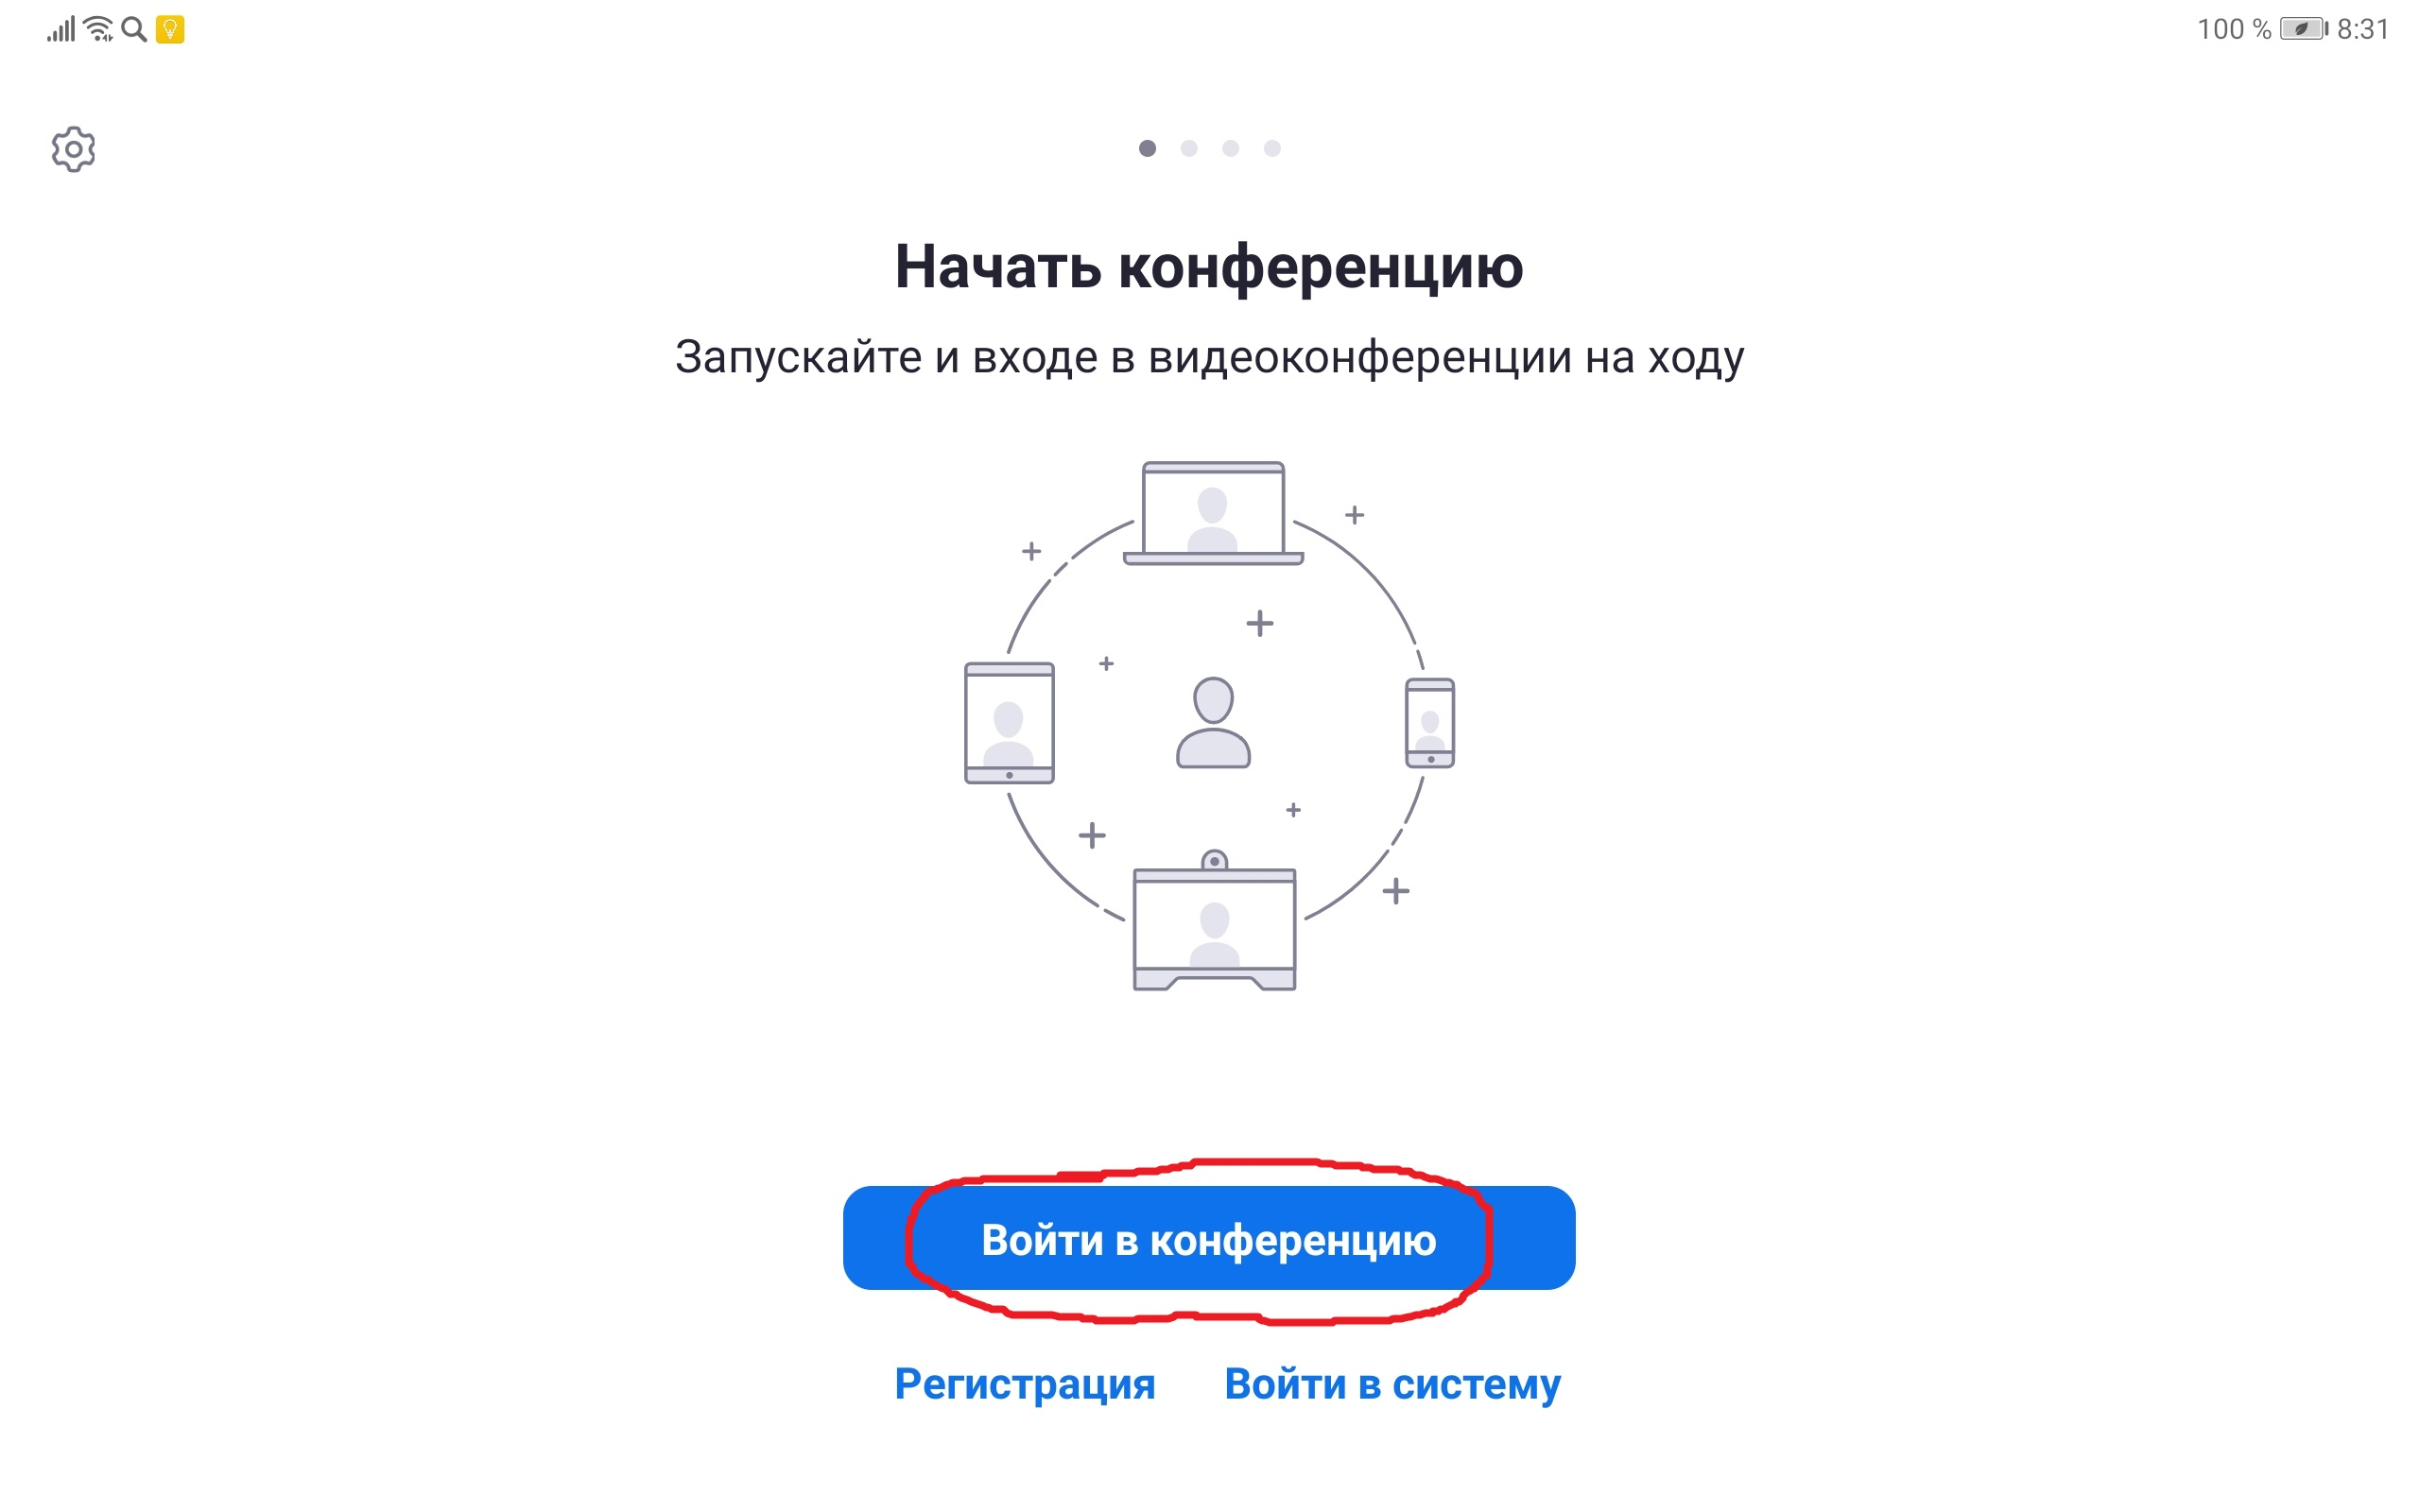 100 % 8:31
Начать конференцию
Запускайте и входе в видеоконференции на ходу
Войти в конференцию
Регистрация Войти в систему